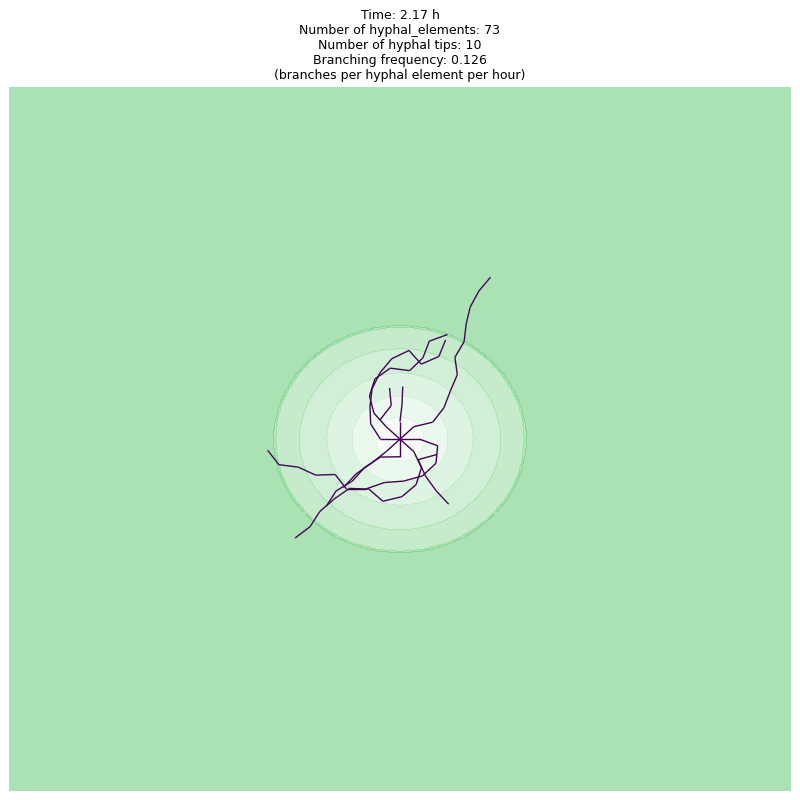 Time: 2.17 h
Number of hyphal_elements: 73
Number of hyphal tips: 10
Branching frequency: 0.126
(branches per hyphal element per hour)